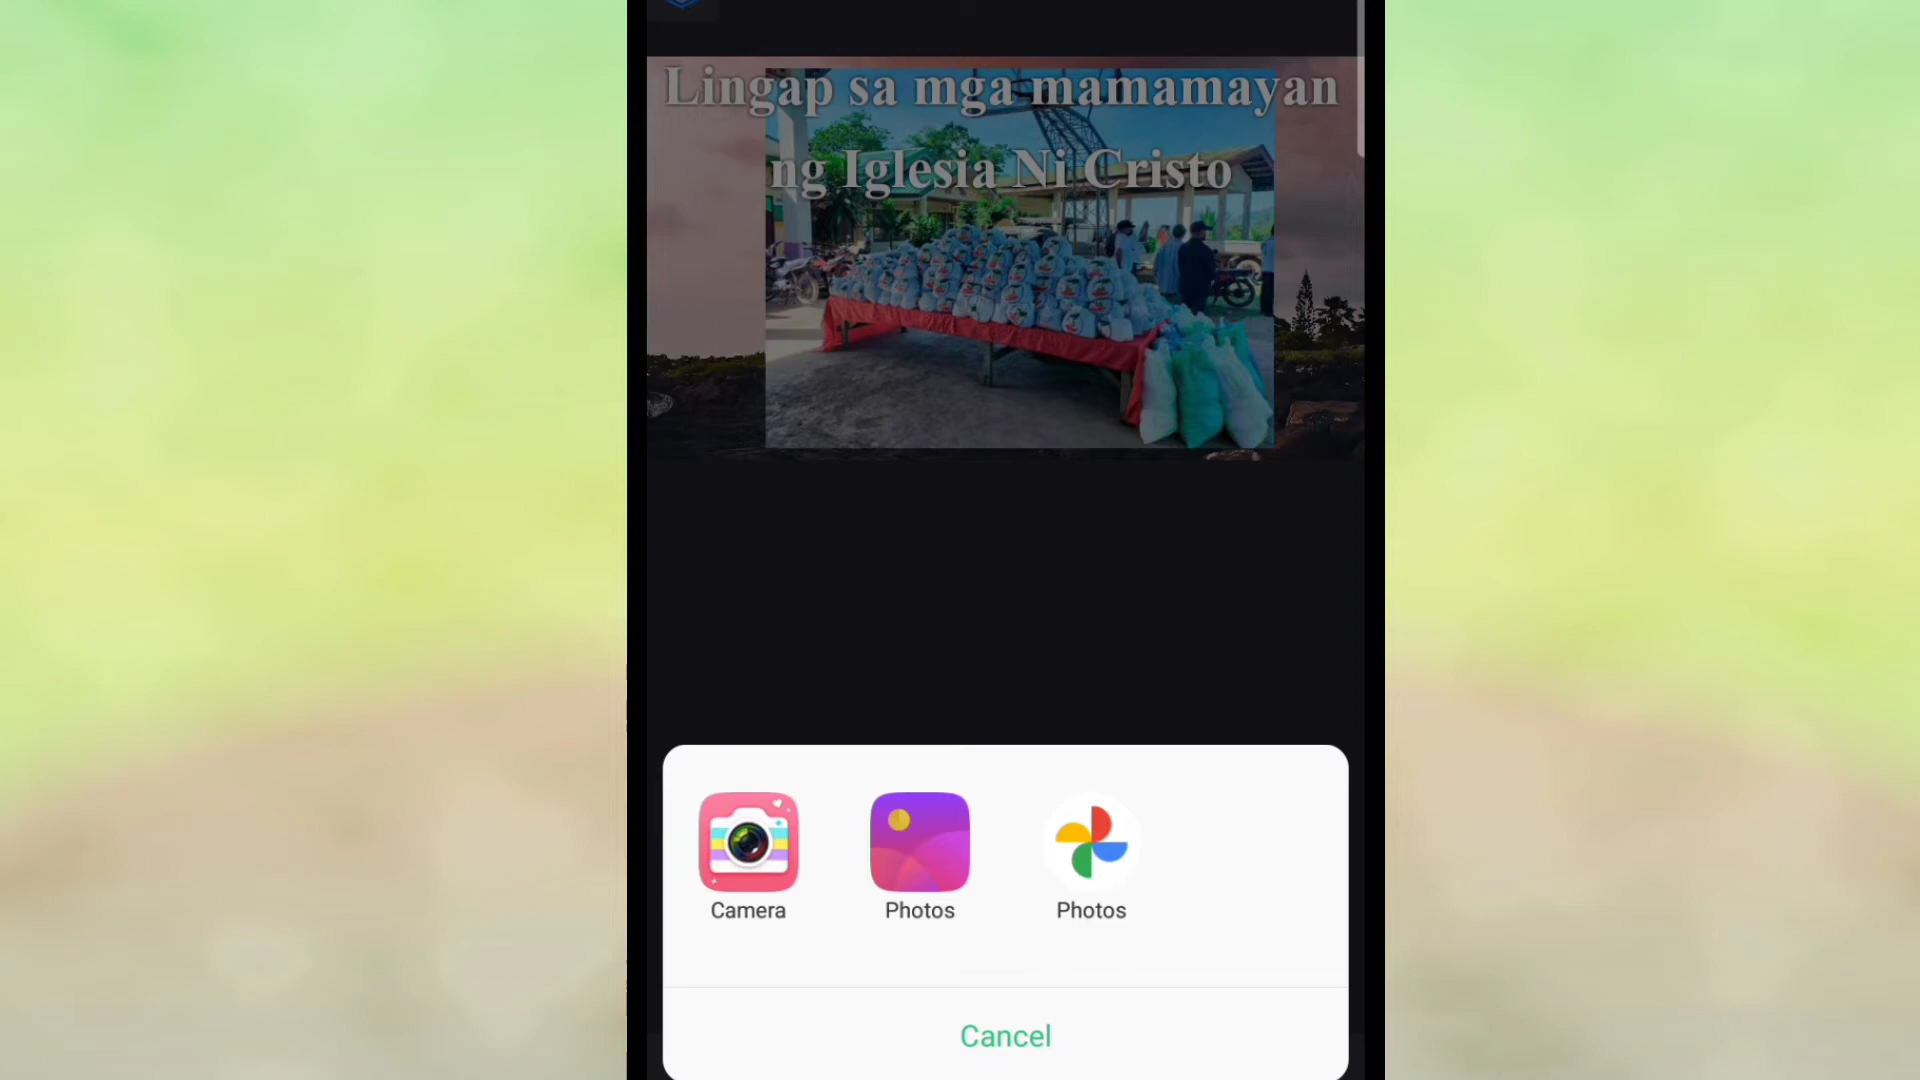 Lingap sa mga mamamayan
ng Iglesia Ni Cristo
Camera
Photos
Photos
Cancel